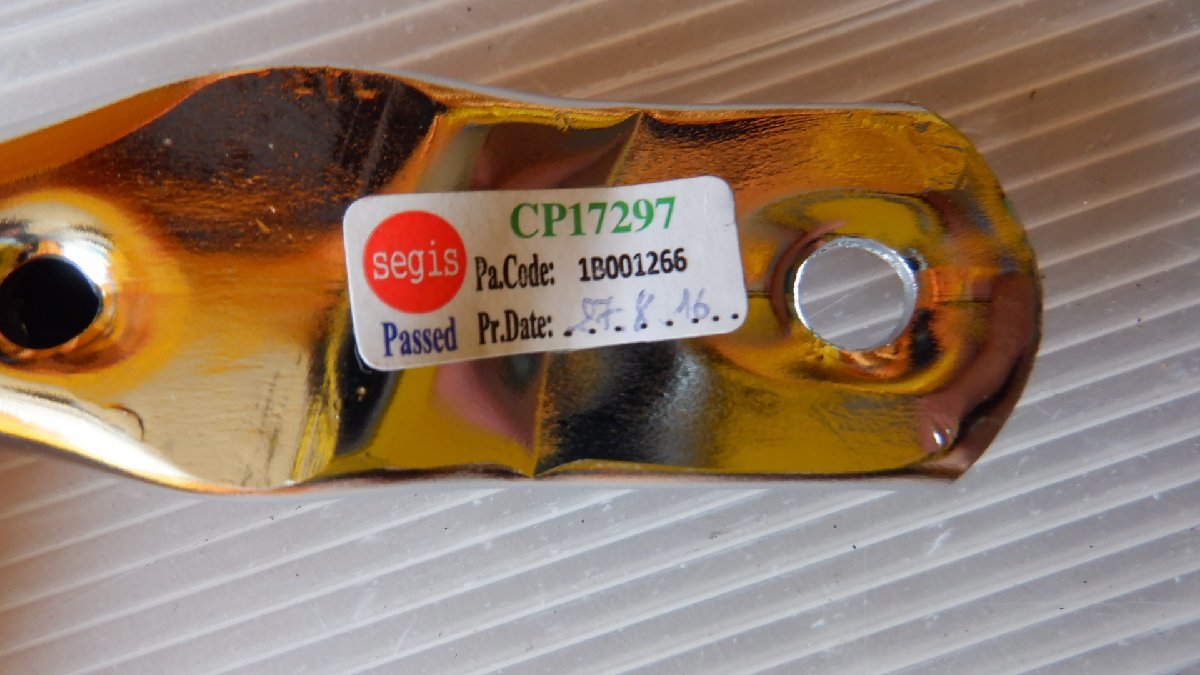 CP17297
segis
Pa.Code: 1B001266
Passed
Pr.Date: 27.8.16